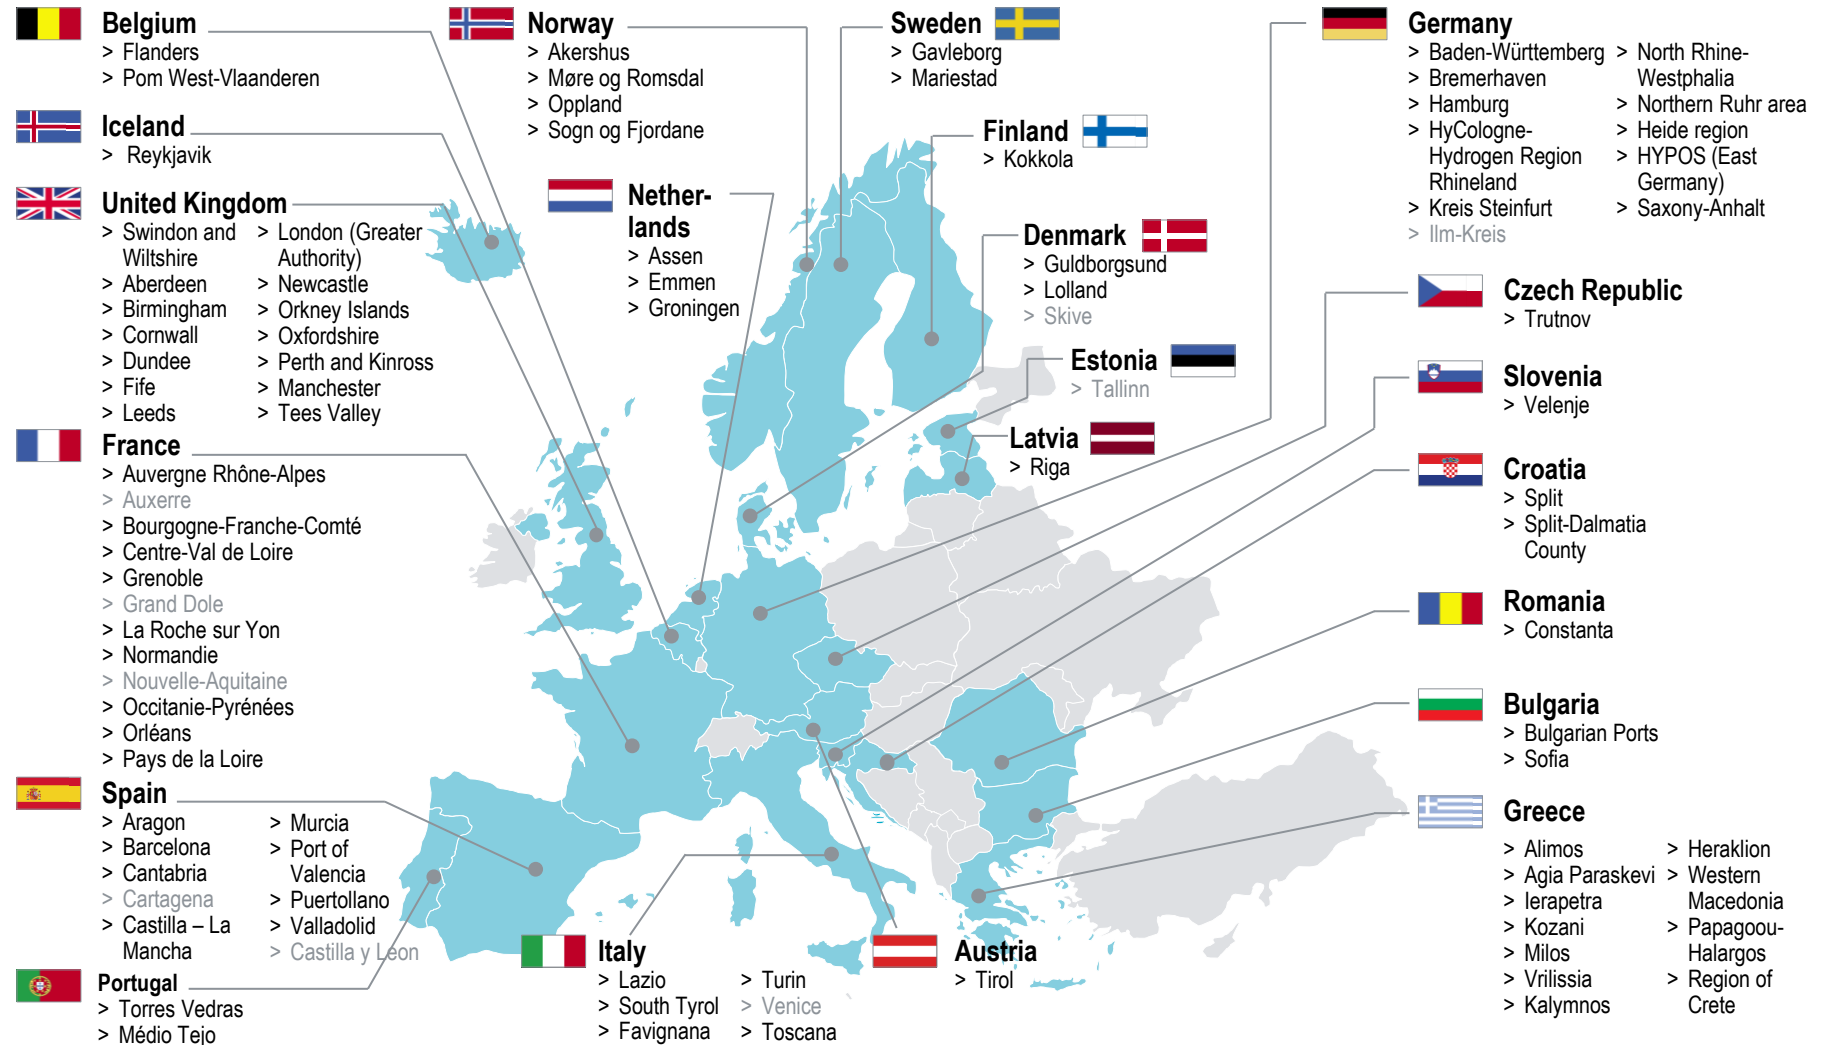 Belgium
> Flanders
> Pom West-Vlaanderen
Iceland
> Reykjavik
United Kingdom
> Swindon and
Wiltshire
> Aberdeen
> Birmingham
> Cornwall
> Dundee
> Fife
> Leeds
> London (Greater
Authority)
> Newcastle
> Orkney Islands
> Oxfordshire
> Perth and Kinross
> Manchester
> Tees Valley
France
> Auvergne Rhône-Alpes
> Auxerre
> Bourgogne-Franche-Comté
> Centre-Val de Loire
> Grenoble
> Grand Dole
> La Roche sur Yon
> Normandie
> Nouvelle-Aquitaine
> Occitanie-Pyrénées
> Orléans
> Pays de la Loire
Spain
> Aragon
> Barcelona
> Cantabria
> Cartagena
> Castilla – La
Mancha
> Murcia
> Port of
Valencia
> Puertollano
> Valladolid
> Castilla y Leon
Portugal
> Torres Vedras
> Médio Tejo
Norway
> Akershus
> Møre og Romsdal
> Oppland
> Sogn og Fjordane
Nether-
lands
> Assen
> Emmen
> Groningen
Sweden
> Gavleborg
> Mariestad
Finland
> Kokkola
Denmark
> Guldborgsund
> Lolland
> Skive
Estonia
> Tallinn
Latvia
> Riga
Italy
> Lazio
> South Tyrol
> Favignana
> Turin
> Venice
> Toscana
Austria
> Tirol
Germany
> Baden-Württemberg
> Bremerhaven
> Hamburg
> HyCologne-
Hydrogen Region
Rhineland
> Kreis Steinfurt
> Ilm-Kreis
> North Rhine-
Westphalia
> Northern Ruhr area
> Heide region
> HYPOS (East
Germany)
> Saxony-Anhalt
Czech Republic
> Trutnov
Slovenia
> Velenje
Croatia
> Split
> Split-Dalmatia
County
Romania
> Constanta
Bulgaria
> Bulgarian Ports
> Sofia
Greece
> Alimos
> Agia Paraskevi
> Ierapetra
> Kozani
> Milos
> Vrilissia
> Kalymnos
> Heraklion
> Western
Macedonia
> Papagoou-
Halargos
> Region of
Crete